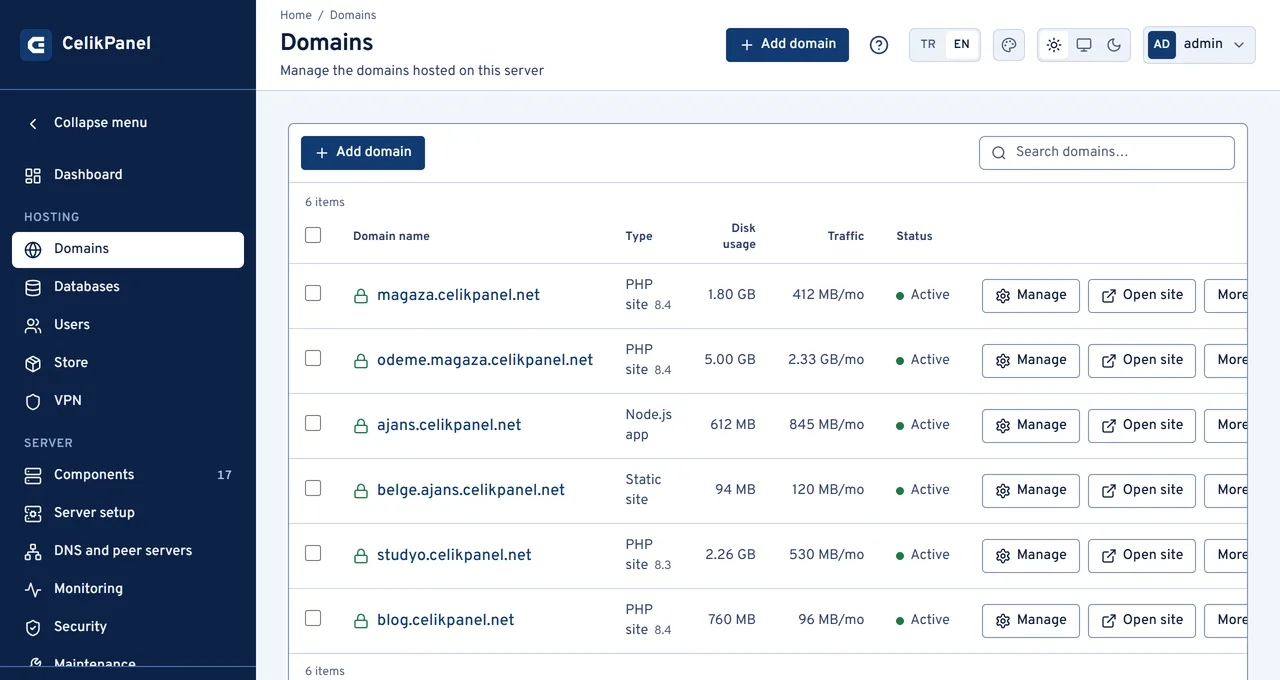 CelikPanel
Collapse menu
Dashboard
HOSTING
Domains
Databases
Users
Store
VPN
SERVER
Components 17
Server setup
DNS and peer servers
Monitoring
Security
Maintenance
Home / Domains
Domains
Manage the domains hosted on this server
+ Add domain
TR EN
AD admin
+ Add domain
Search domains...
6 items
Domain name Type Disk usage Traffic Status
magaza.celikpanel.net PHP site 8.4 1.80 GB 412 MB/mo Active Manage Open site More
odeme.magaza.celikpanel.net PHP site 8.4 5.00 GB 2.33 GB/mo Active Manage Open site More
ajans.celikpanel.net Node.js app 612 MB 845 MB/mo Active Manage Open site More
belge.ajans.celikpanel.net Static site 94 MB 120 MB/mo Active Manage Open site More
studyo.celikpanel.net PHP site 8.3 2.26 GB 530 MB/mo Active Manage Open site More
blog.celikpanel.net PHP site 8.4 760 MB 96 MB/mo Active Manage Open site More
6 items